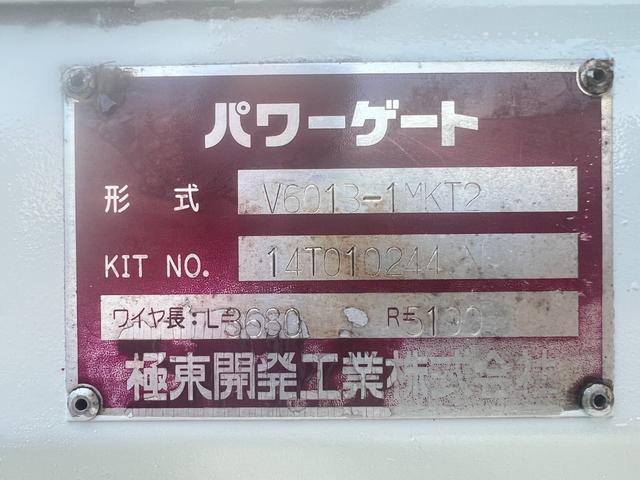 パワーゲート
形式 V6013-1MKT2
KIT NO. 14T010244
ワイヤ長:L=3680 R=5190
極東開発工業株式会社